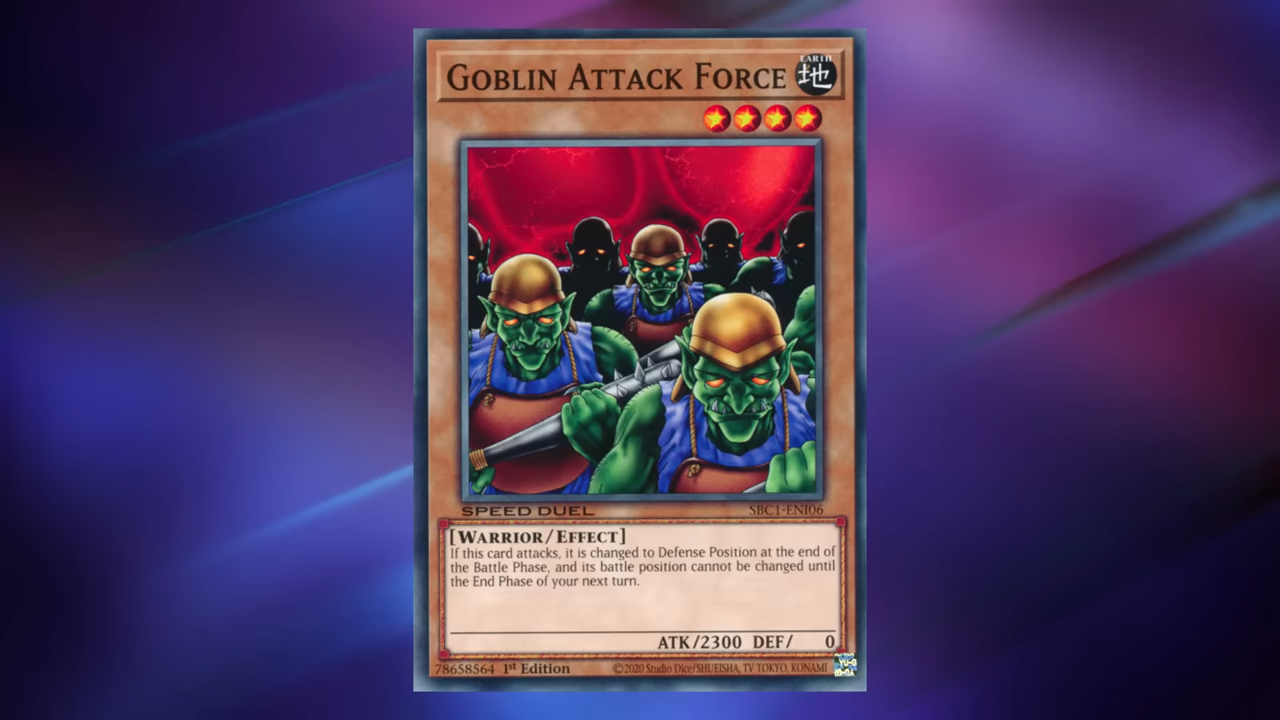 GOBLIN ATTACK FORCE
EARTH
地
SPEED DUEL
SBC1-ENI06
[WARRIOR/EFFECT]
If this card attacks, it is changed to Defense Position at the end of
the Battle Phase, and its battle position cannot be changed until
the End Phase of your next turn.
ATK/2300 DEF/ 0
78658564 1st Edition
©2020 Studio Dice/SHUEISHA, TV TOKYO, KONAMI